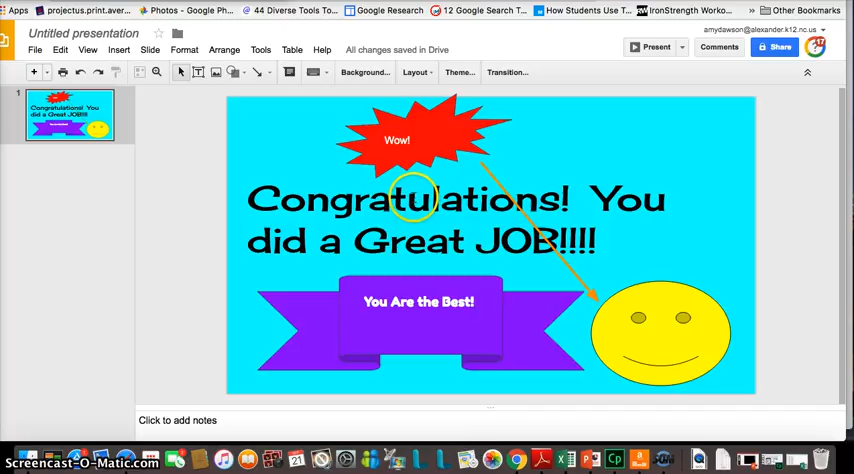 Apps projectus.print.aver... Photos - Google Ph... 44 Diverse Tools To... Google Research 12 Google Search T... How Students Use T... IronStrength Worko... » Other Bookmarks
Untitled presentation
amydawson@alexander.k12.nc.us
File Edit View Insert Format Arrange Tools Table Help All changes saved in Drive
Present Comments Share
Background... Layout Theme... Transition...
1
Wow!
Congratulations! You
did a Great JOB!!!!
You Are the Best!
Click to add notes
Screencast-O-Matic.com